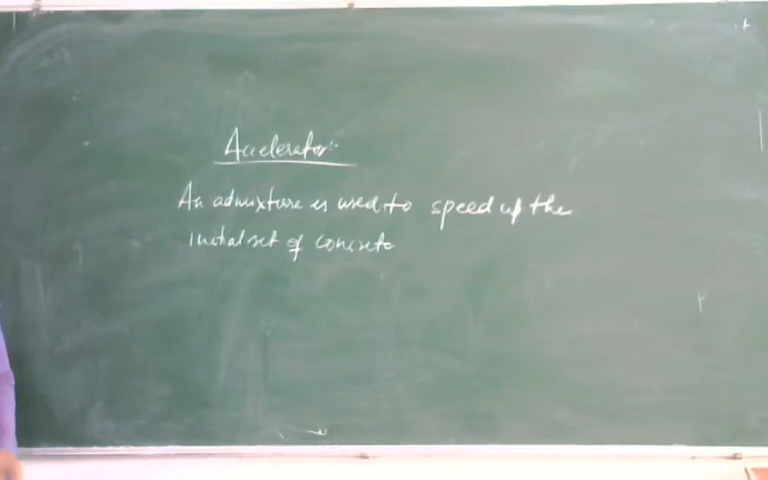 Accelerator:-
An admixture is used to speed up the
initial set of concrete